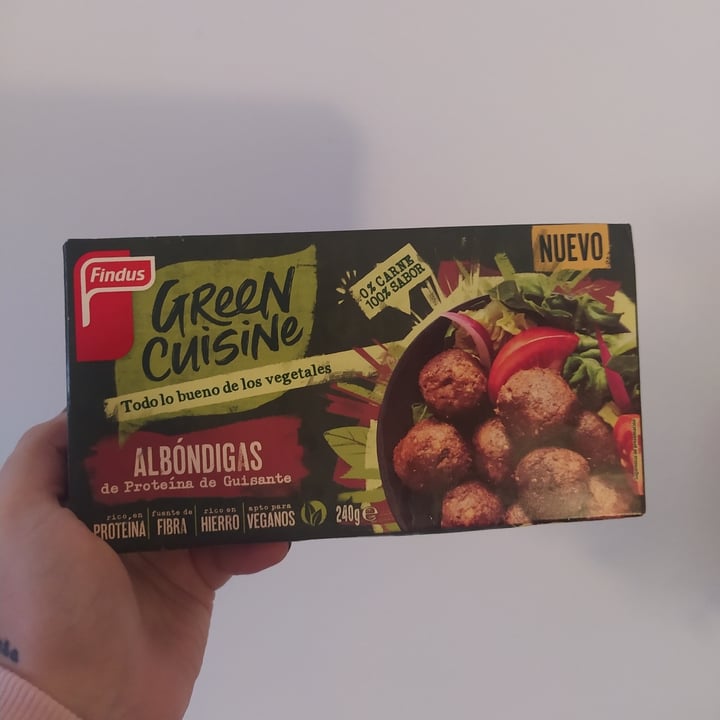 Findus
GREEN
CUISINE
Todo lo bueno de los vegetales
0% CARNE
100% SABOR
NUEVO
ALBÓNDIGAS
de Proteína de Guisante
rico en
PROTEINA
fuente de
FIBRA
rico en
HIERRO
apto para
VEGANOS
240g e